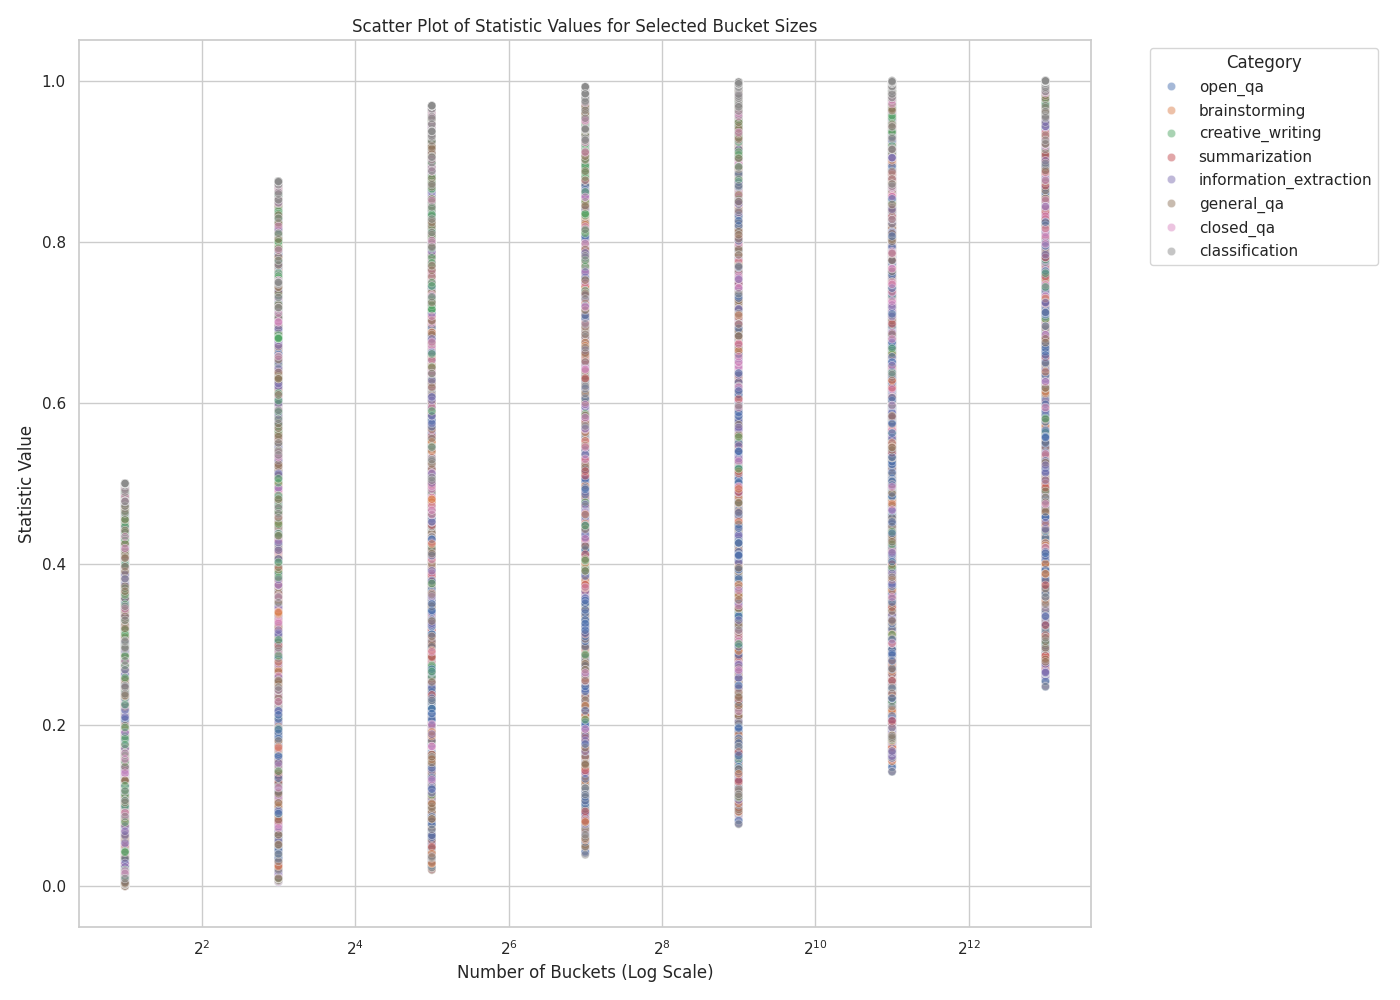 Scatter Plot of Statistic Values for Selected Bucket Sizes
Category
open_qa
brainstorming
creative_writing
summarization
information_extraction
general_qa
closed_qa
classification
Statistic Value
1.0
0.8
0.6
0.4
0.2
0.0
2² 2⁴ 2⁶ 2⁸ 2¹⁰ 2¹²
Number of Buckets (Log Scale)